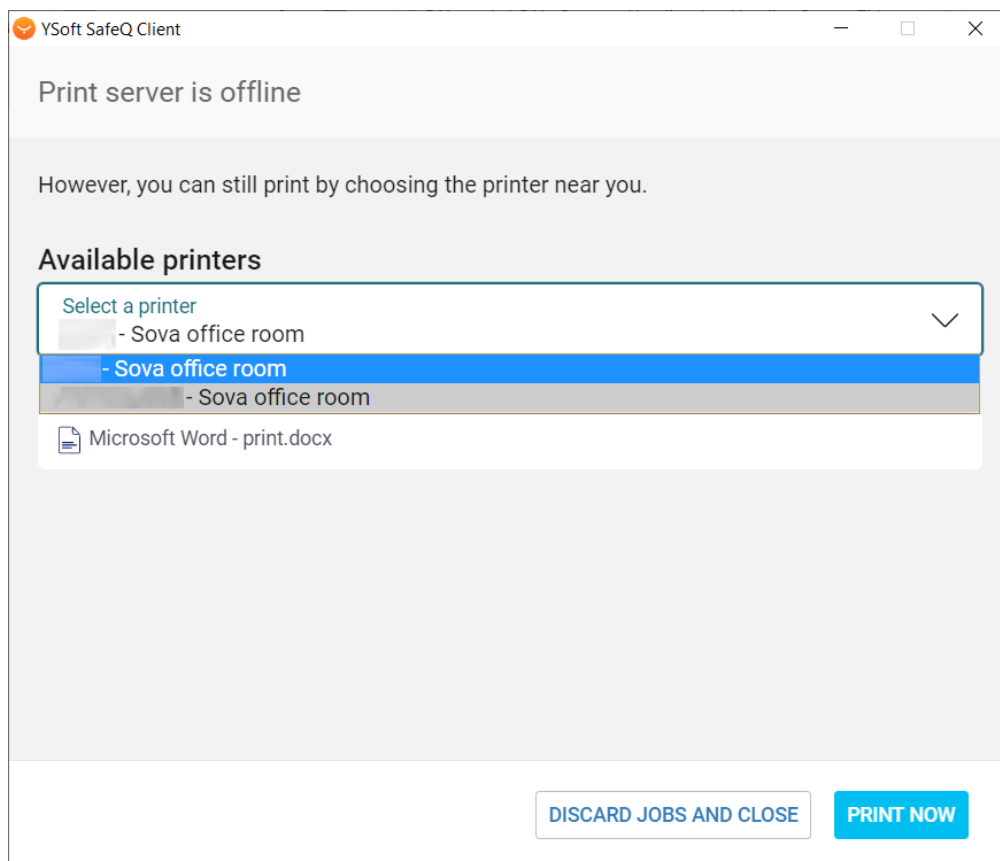 YSoft SafeQ Client
Print server is offline
However, you can still print by choosing the printer near you.
Available printers
Select a printer
- Sova office room
- Sova office room
- Sova office room
Microsoft Word - print.docx
DISCARD JOBS AND CLOSE
PRINT NOW